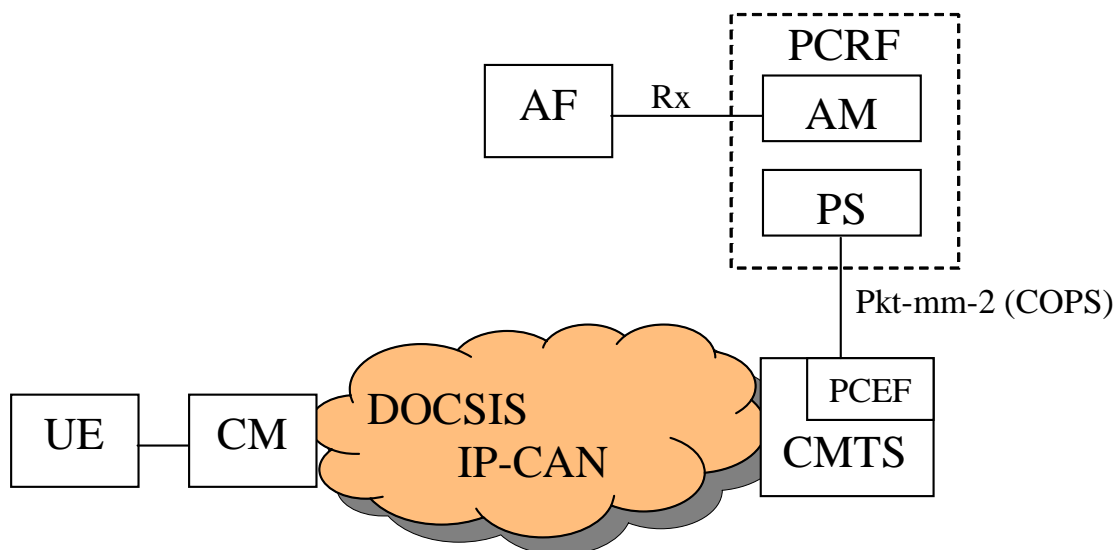 PCRF
AF
Rx
AM
PS
Pkt-mm-2 (COPS)
PCEF
UE
CM
DOCSIS
IP-CAN
CMTS